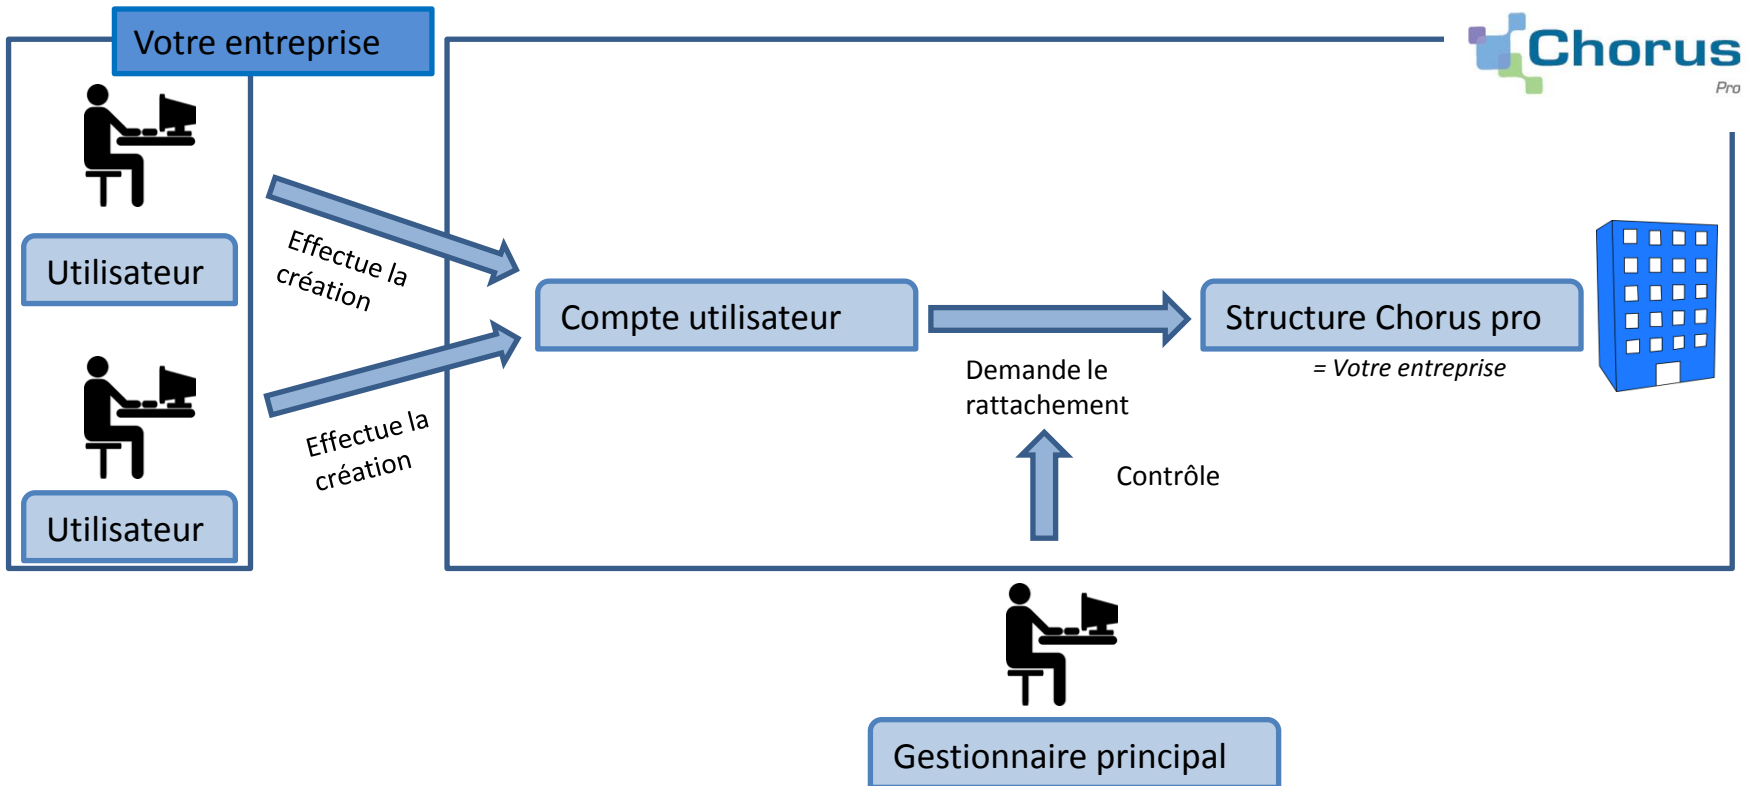 Votre entreprise
Chorus
Pro
Utilisateur
Effectue la
création
Utilisateur
Effectue la
création
Compte utilisateur
Demande le
rattachement
Structure Chorus pro
= Votre entreprise
Contrôle
Gestionnaire principal